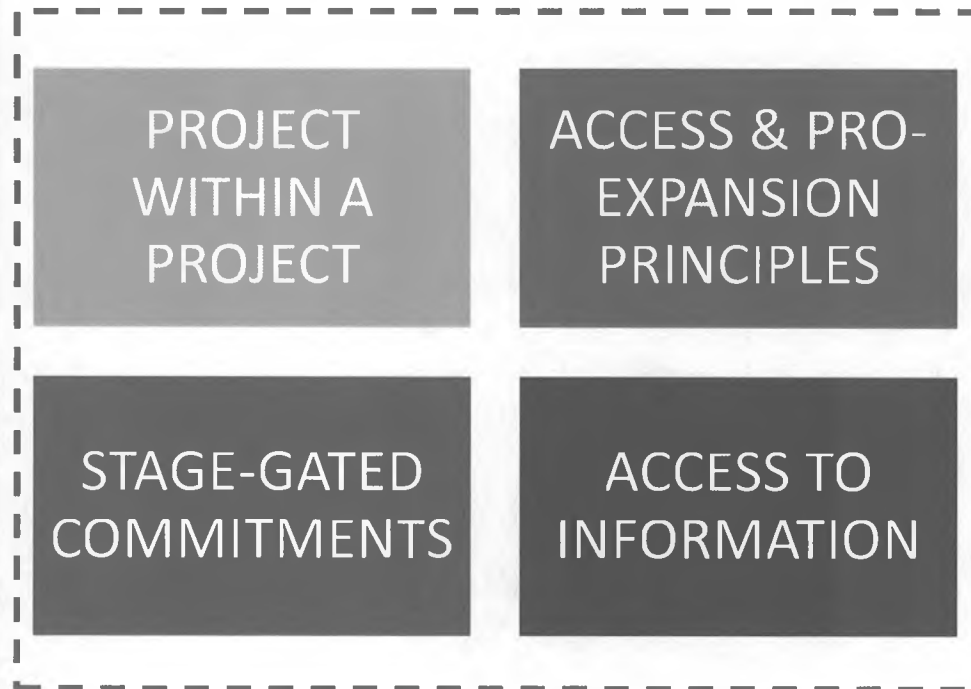 PROJECT
WITHIN A
PROJECT
ACCESS & PRO-
EXPANSION
PRINCIPLES
STAGE-GATED
COMMITMENTS
ACCESS TO
INFORMATION